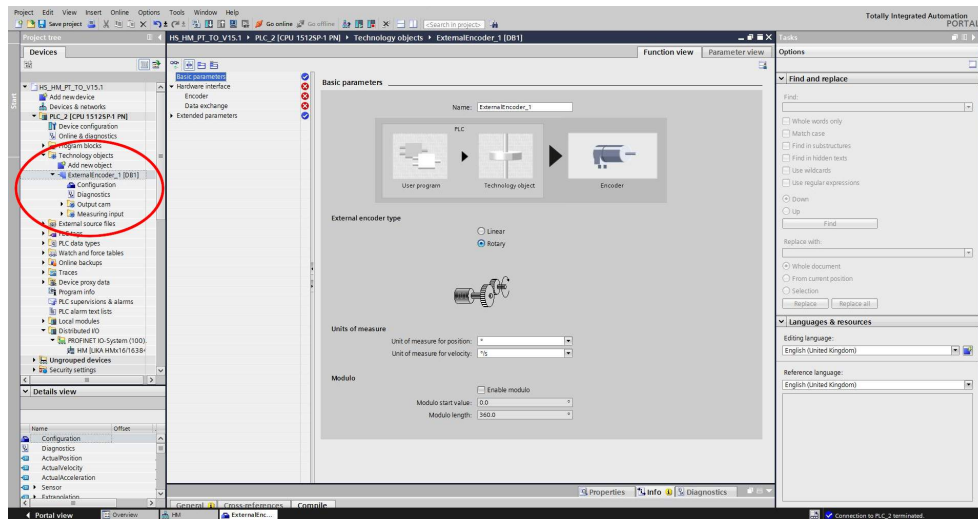 Project Edit View Insert Online Options Tools Window Help
Totally Integrated Automation
PORTAL
Save project
Go online
Go offline
<Search in project>
Project tree
HS_HM_PT_TO_V15.1 PLC_2 [CPU 1512SP-1 PN] Technology objects ExternalEncoder_1 [DB1]
Tasks
Devices
Function view
Parameter view
Options
HS_HM_PT_TO_V15.1
Add new device
Devices & networks
PLC_2 [CPU 1512SP-1 PN]
Device configuration
Online & diagnostics
Program blocks
Technology objects
Add new object
ExternalEncoder_1 [DB1]
Configuration
Diagnostics
Output cam
Measuring input
External source files
PLC tags
PLC data types
Watch and force tables
Online backups
Traces
Device proxy data
Program info
PLC supervisions & alarms
PLC alarm text lists
Local modules
Distributed I/O
PROFINET IO-System (100)
HM [LIKA HMx16/1638
Ungrouped devices
Security settings
Details view
Name Offset
Configuration
Diagnostics
ActualPosition
ActualVelocity
ActualAcceleration
Sensor
Extrapolation
Basic parameters
Hardware interface
Encoder
Data exchange
Extended parameters
Basic parameters
Name: ExternalEncoder_1
PLC
User program
Technology object
Encoder
External encoder type
Linear
Rotary
Units of measure
Unit of measure for position: °
Unit of measure for velocity: °/s
Modulo
Enable modulo
Modulo start value: 0.0 °
Modulo length: 360.0 °
Properties
Info
Diagnostics
General
Cross-references
Compile
Find and replace
Find:
Whole words only
Match case
Find in substructures
Find in hidden texts
Use wildcards
Use regular expressions
Down
Up
Find
Replace with:
Whole document
From current position
Selection
Replace
Replace all
Languages & resources
Editing language:
English (United Kingdom)
Reference language:
English (United Kingdom)
Start
Portal view
Overview
HM
ExternalEnc...
Connection to PLC_2 terminated.